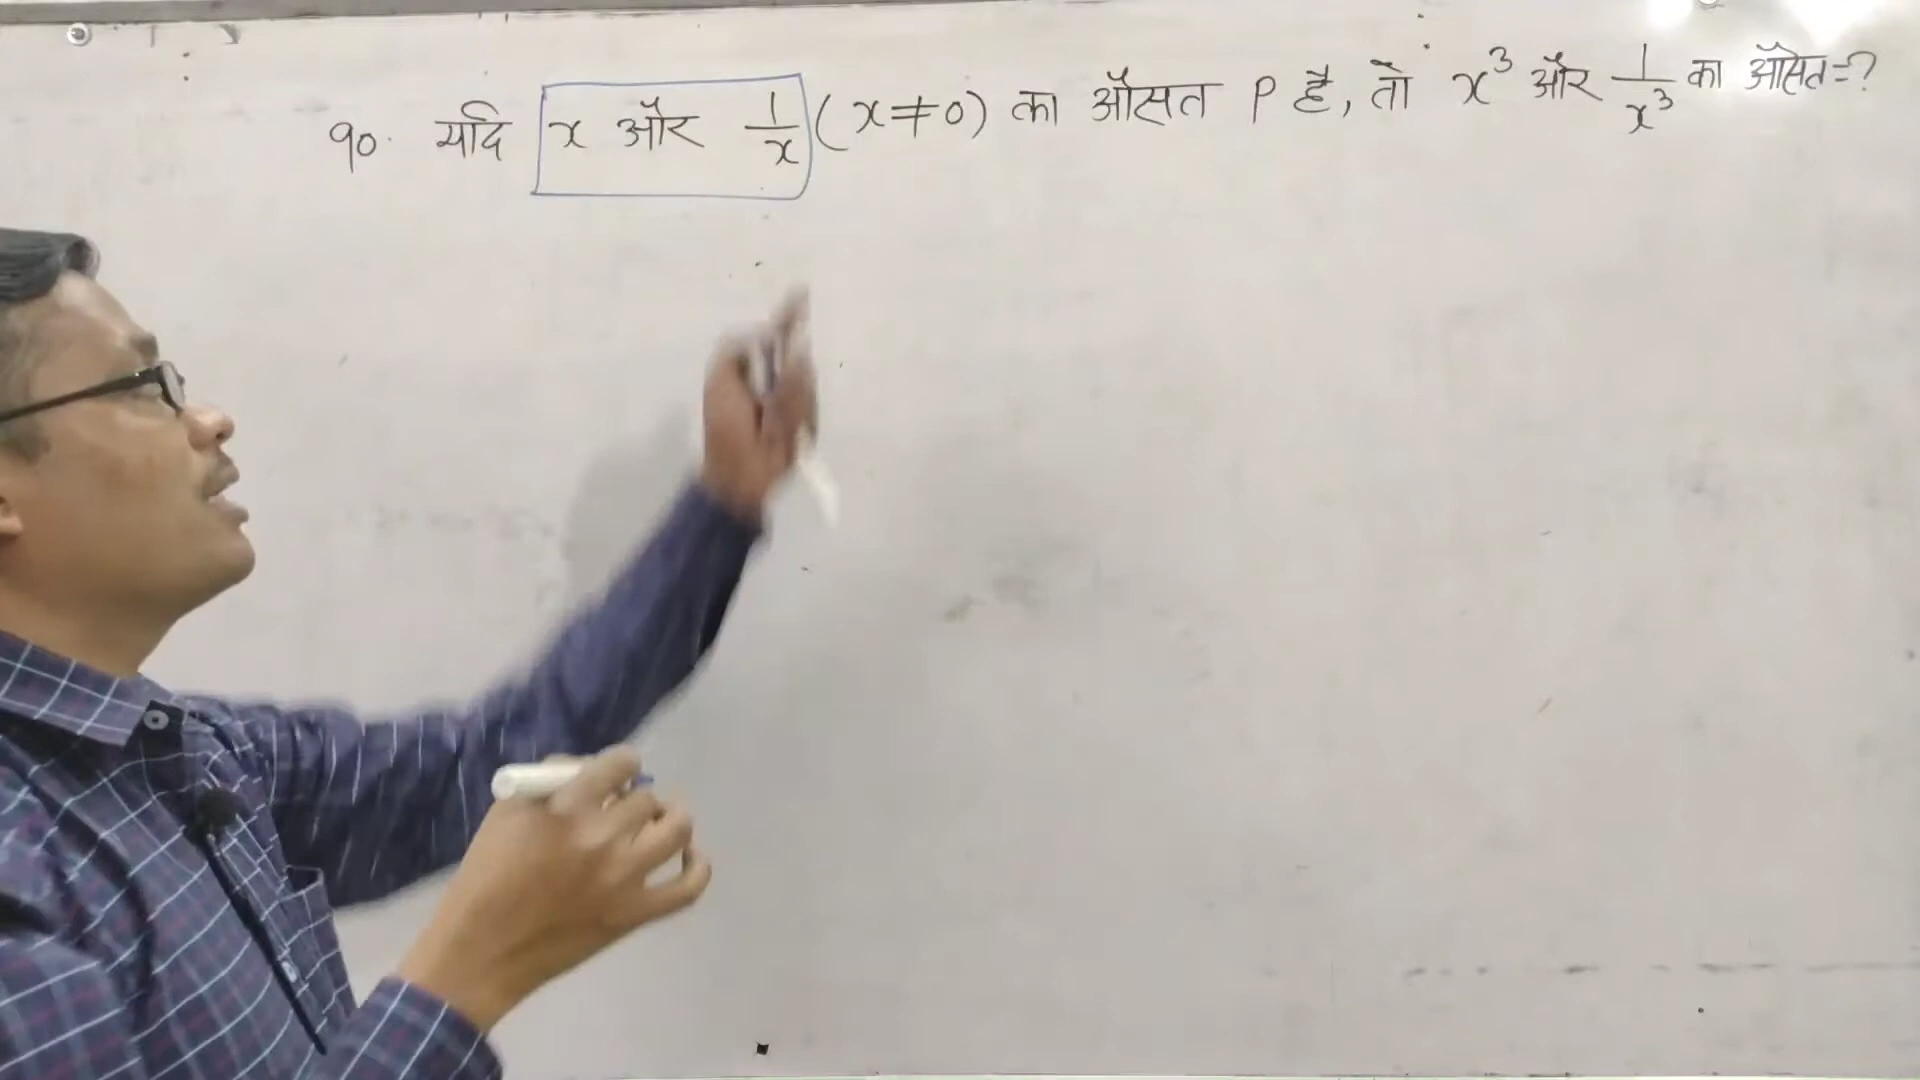 90. यदि x और 1/x (x≠0) का औसत P है, तो x³ और 1/x³ का औसत=?